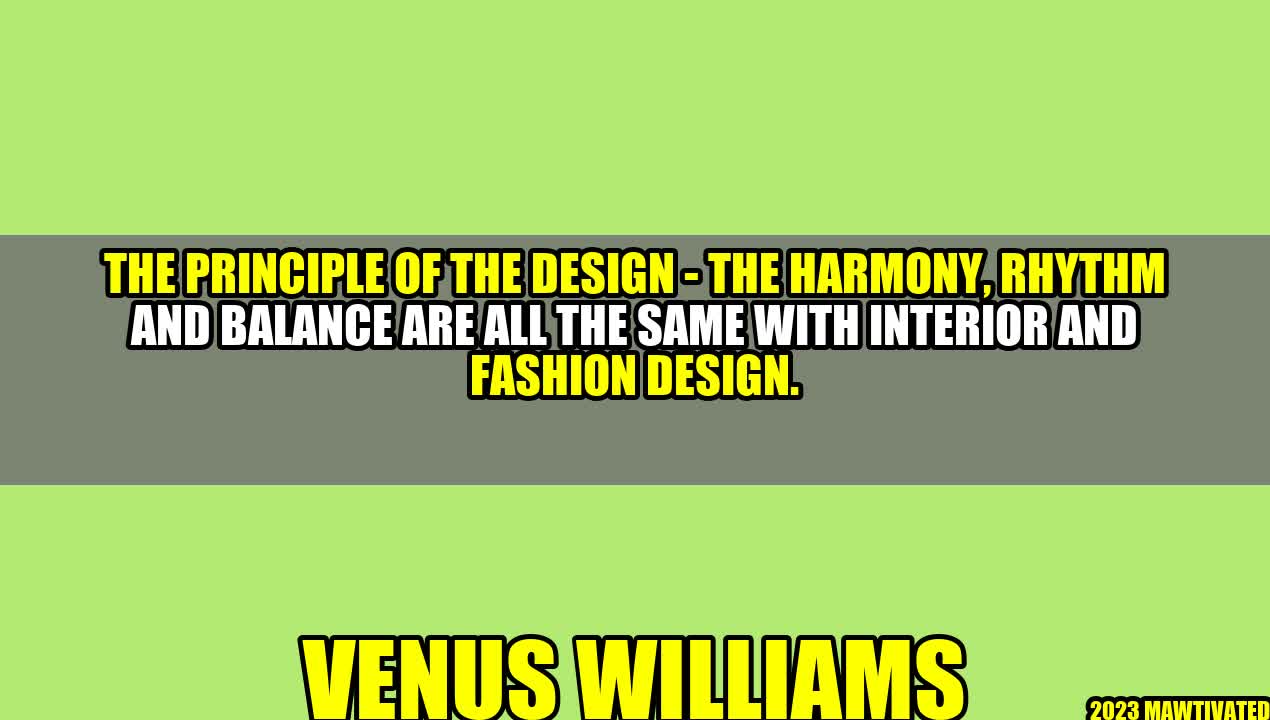 THE PRINCIPLE OF THE DESIGN - THE HARMONY, RHYTHM
AND BALANCE ARE ALL THE SAME WITH INTERIOR AND
FASHION DESIGN.
VENUS WILLIAMS
2023 MAWTIVATED